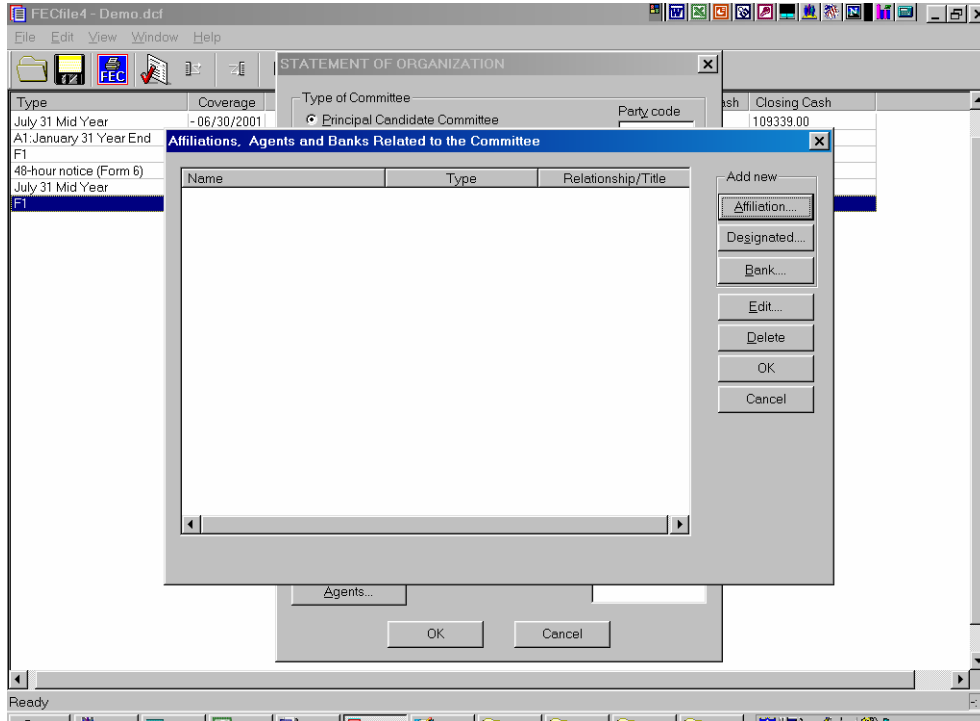 FECfile4 - Demo.dcf
File Edit View Window Help
FEC
STATEMENT OF ORGANIZATION
Type of Committee
Principal Candidate Committee
Party code
Type Coverage ash Closing Cash
July 31 Mid Year - 06/30/2001 109339.00
A1:January 31 Year End
F1
48-hour notice (Form 6)
July 31 Mid Year
F1
Affiliations, Agents and Banks Related to the Committee
Name Type Relationship/Title
Add new
Affiliation....
Designated....
Bank....
Edit....
Delete
OK
Cancel
Agents...
OK Cancel
Ready